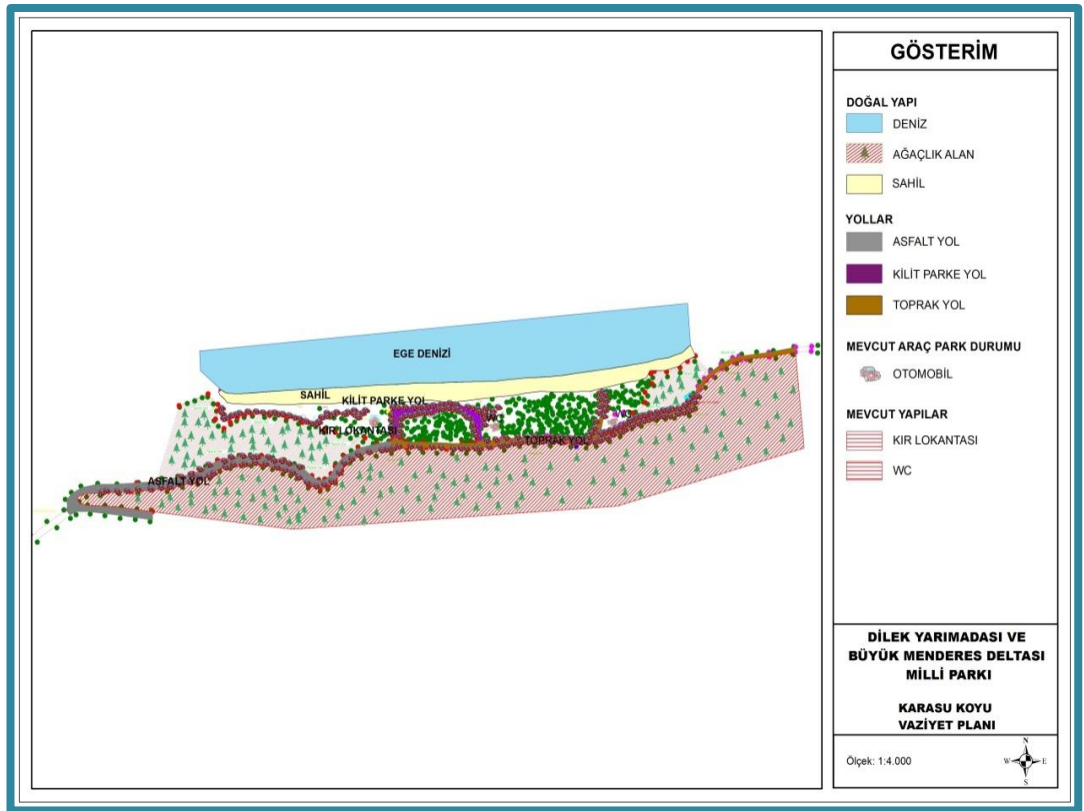 EGE DENİZİ
SAHİL
KİLİT PARKE YOL
KIR LOKANTASI
WC
WC
TOPRAK YOL
ASFALT YOL
GÖSTERİM
DOĞAL YAPI
DENİZ
AĞAÇLIK ALAN
SAHİL
YOLLAR
ASFALT YOL
KİLİT PARKE YOL
TOPRAK YOL
MEVCUT ARAÇ PARK DURUMU
OTOMOBİL
MEVCUT YAPILAR
KIR LOKANTASI
WC
DİLEK YARIMADASI VE
BÜYÜK MENDERES DELTASI
MİLLİ PARKI
KARASU KOYU
VAZİYET PLANI
Ölçek: 1:4.000
N
W E
S